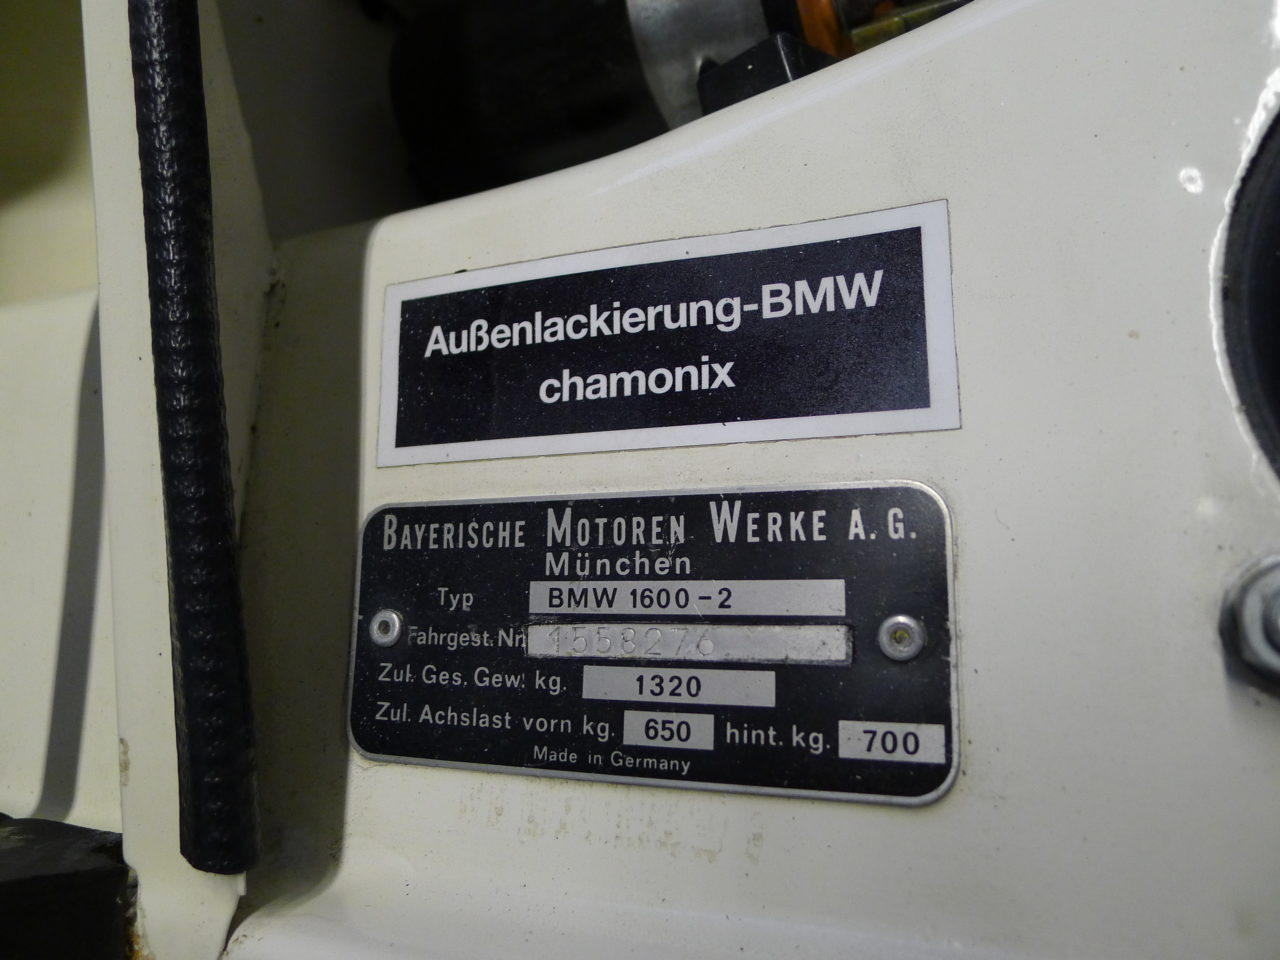 Außenlackierung-BMW
chamonix
BAYERISCHE MOTOREN WERKE A.G.
München
Typ BMW 1600-2
Fahrgest. Nr. 1558276
Zul. Ges. Gew. kg. 1320
Zul. Achslast vorn kg. 650 hint. kg. 700
Made in Germany